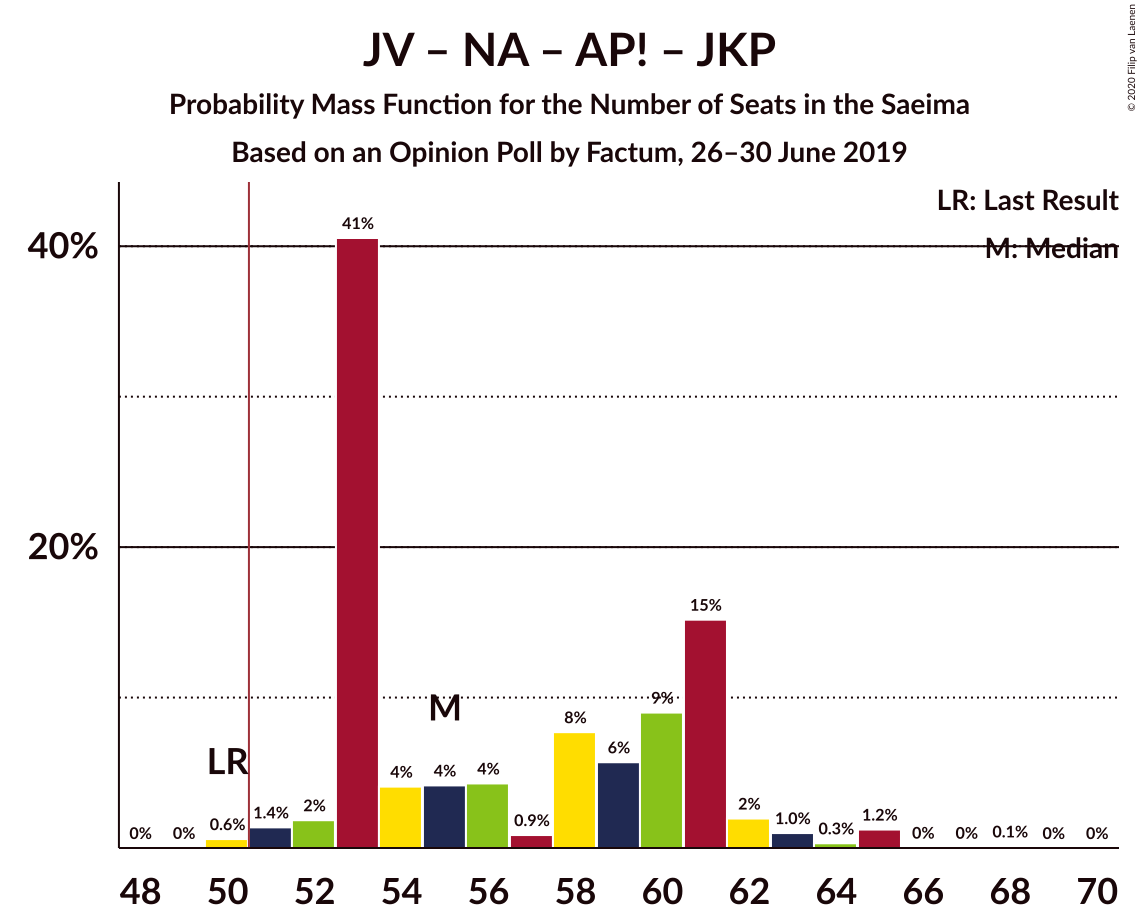 JV – NA – AP! – JKP
Probability Mass Function for the Number of Seats in the Saeima
Based on an Opinion Poll by Factum, 26–30 June 2019
© 2020 Filip van Laenen
LR: Last Result
M: Median
40%
20%
41%
15%
M
9%
8%
6%
LR
4%
4%
4%
0%
0%
0.6%
1.4%
2%
0.9%
2%
1.0%
0.3%
1.2%
0%
0%
0.1%
0%
0%
48 50 52 54 56 58 60 62 64 66 68 70